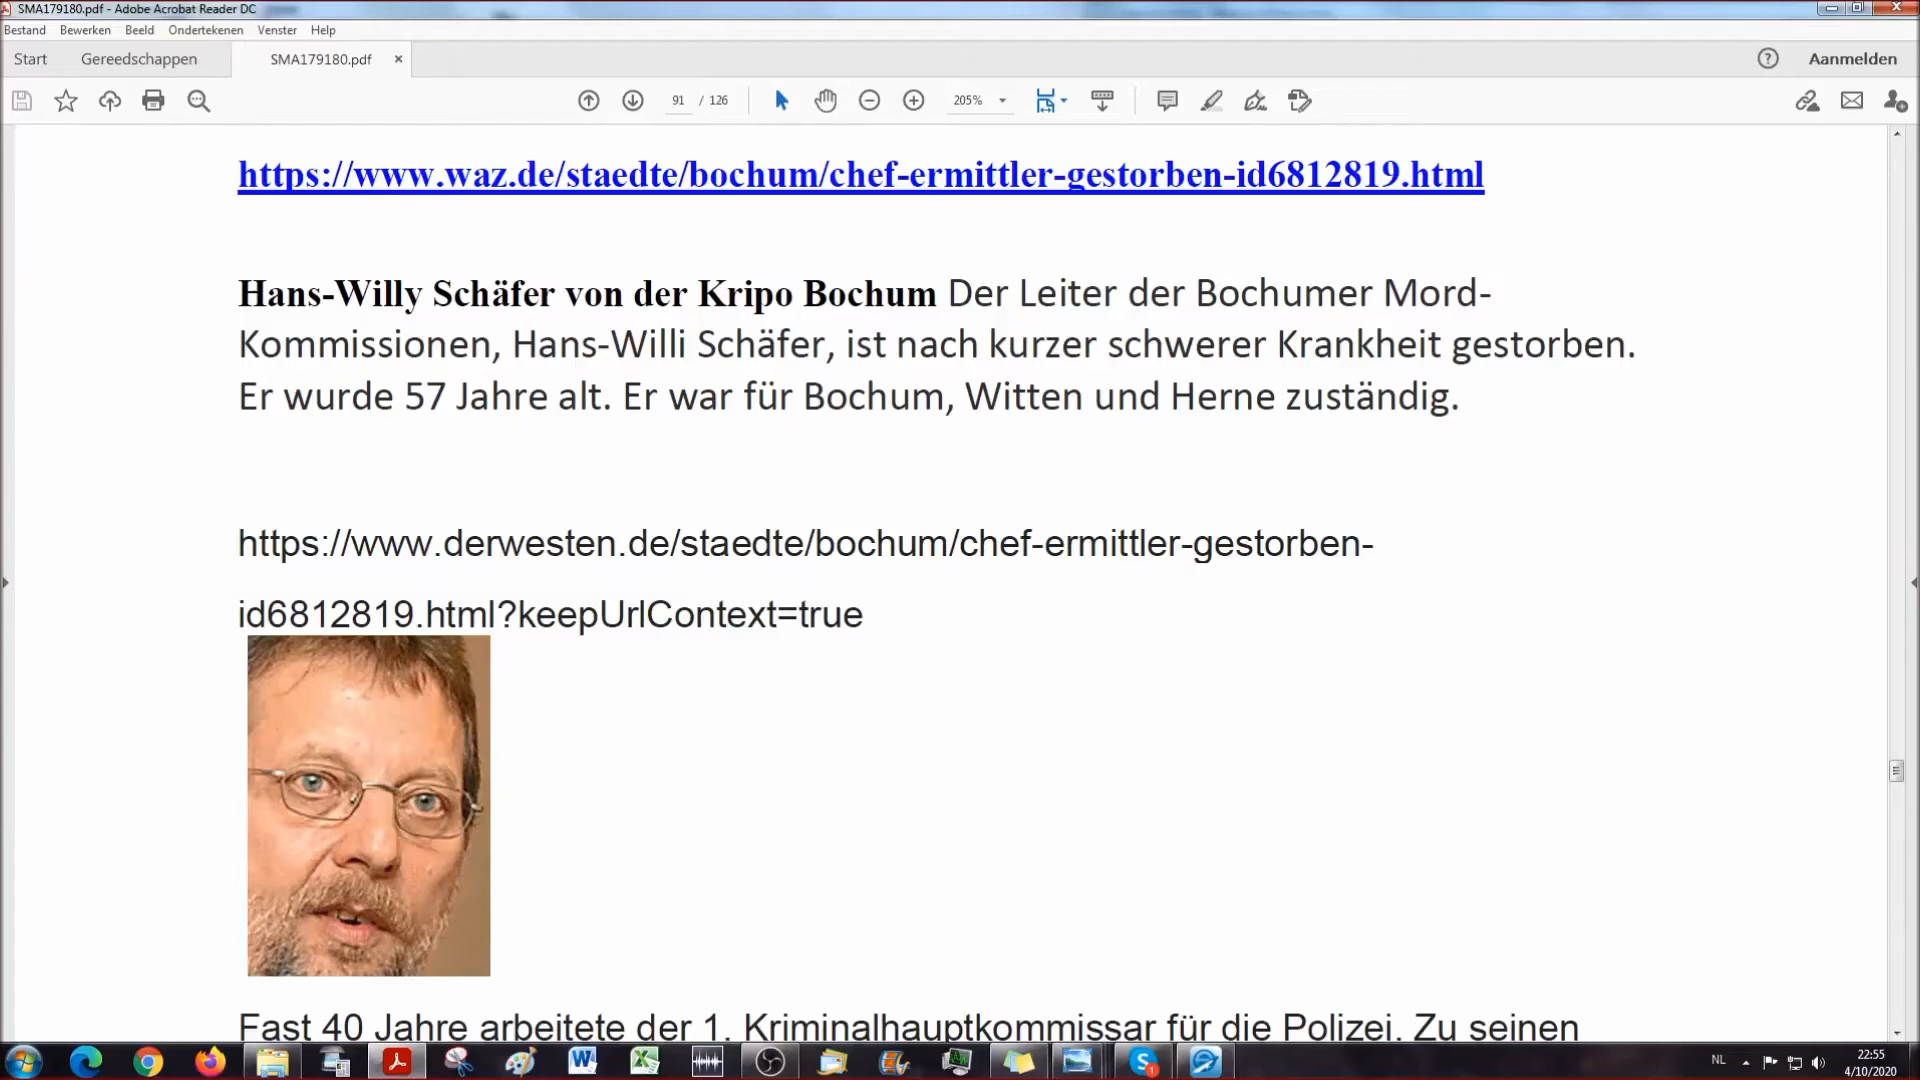 SMA179180.pdf - Adobe Acrobat Reader DC
Bestand Bewerken Beeld Ondertekenen Venster Help
Start Gereedschappen SMA179180.pdf × Aanmelden
91 / 126 205%
https://www.waz.de/staedte/bochum/chef-ermittler-gestorben-id6812819.html
Hans-Willy Schäfer von der Kripo Bochum Der Leiter der Bochumer Mord-
Kommissionen, Hans-Willi Schäfer, ist nach kurzer schwerer Krankheit gestorben.
Er wurde 57 Jahre alt. Er war für Bochum, Witten und Herne zuständig.
https://www.derwesten.de/staedte/bochum/chef-ermittler-gestorben-
id6812819.html?keepUrlContext=true
Fast 40 Jahre arbeitete der 1. Kriminalhauptkommissar für die Polizei. Zu seinen
NL 22:55
4/10/2020